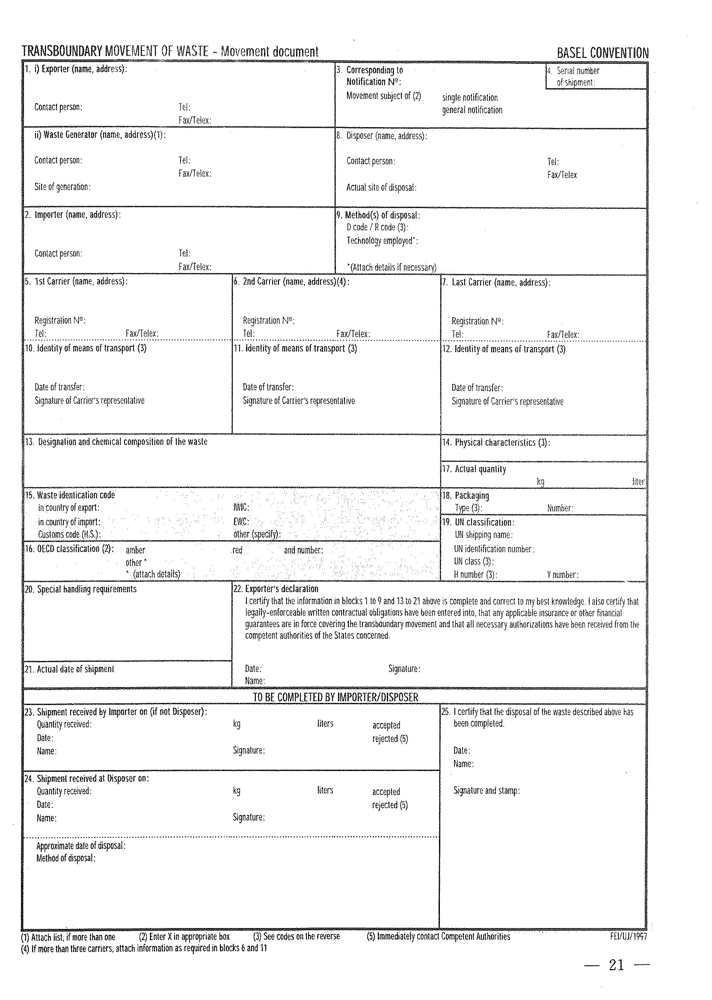 TRANSBOUNDARY MOVEMENT OF WASTE - Movement document
BASEL CONVENTION
1. i) Exporter (name, address):
Contact person: Tel:
Fax/Telex:
3. Corresponding to
Notification Nº:
Movement subject of (2) single notification
general notification
4. Serial number
of shipment:
ii) Waste Generator (name, address)(1):
Contact person: Tel:
Fax/Telex:
Site of generation:
8. Disposer (name, address):
Contact person: Tel:
Fax/Telex
Actual site of disposal:
2. Importer (name, address):
Contact person: Tel:
Fax/Telex:
9. Method(s) of disposal:
D code / R code (3):
Technology employed*:
*(Attach details if necessary)
5. 1st Carrier (name, address):
Registration Nº:
Tel: Fax/Telex:
6. 2nd Carrier (name, address)(4):
Registration Nº:
Tel: Fax/Telex:
7. Last Carrier (name, address):
Registration Nº:
Tel: Fax/Telex:
10. Identity of means of transport (3)
Date of transfer:
Signature of Carrier's representative
11. Identity of means of transport (3)
Date of transfer:
Signature of Carrier's representative
12. Identity of means of transport (3)
Date of transfer:
Signature of Carrier's representative
13. Designation and chemical composition of the waste
14. Physical characteristics (3):
17. Actual quantity
kg liter
15. Waste identication code
in country of export: IWIC:
in country of import: EWC:
Customs code (H.S.): other (specify):
18. Packaging
Type (3): Number:
16. OECD classification (2): amber red and number:
other *
* (attach details)
19. UN classification:
UN shipping name:
UN identification number:
UN class (3):
H number (3): Y number:
20. Special handling requirements
21. Actual date of shipment
22. Exporter's declaration
I certify that the information in blocks 1 to 9 and 13 to 21 above is complete and correct to my best knowledge. I also certify that
legally-enforceable written contractual obligations have been entered into, that any applicable insurance or other financial
guarantees are in force covering the transboundary movement and that all necessary authorizations have been received from the
competent authorities of the States concerned.
Date: Signature:
Name:
TO BE COMPLETED BY IMPORTER/DISPOSER
23. Shipment received by Importer on (if not Disposer):
Quantity received: kg liters accepted
Date: rejected (5)
Name: Signature:
25. I certify that the disposal of the waste described above has
been completed.
Date:
Name:
Signature and stamp:
24. Shipment received at Disposer on:
Quantity received: kg liters accepted
Date: rejected (5)
Name: Signature:
Approximate date of disposal:
Method of disposal:
(1) Attach list, if more than one (2) Enter X in appropriate box (3) See codes on the reverse (5) Immediately contact Competent Authorities FEI/UJ/1997
(4) If more than three carriers, attach information as required in blocks 6 and 11
— 21 —